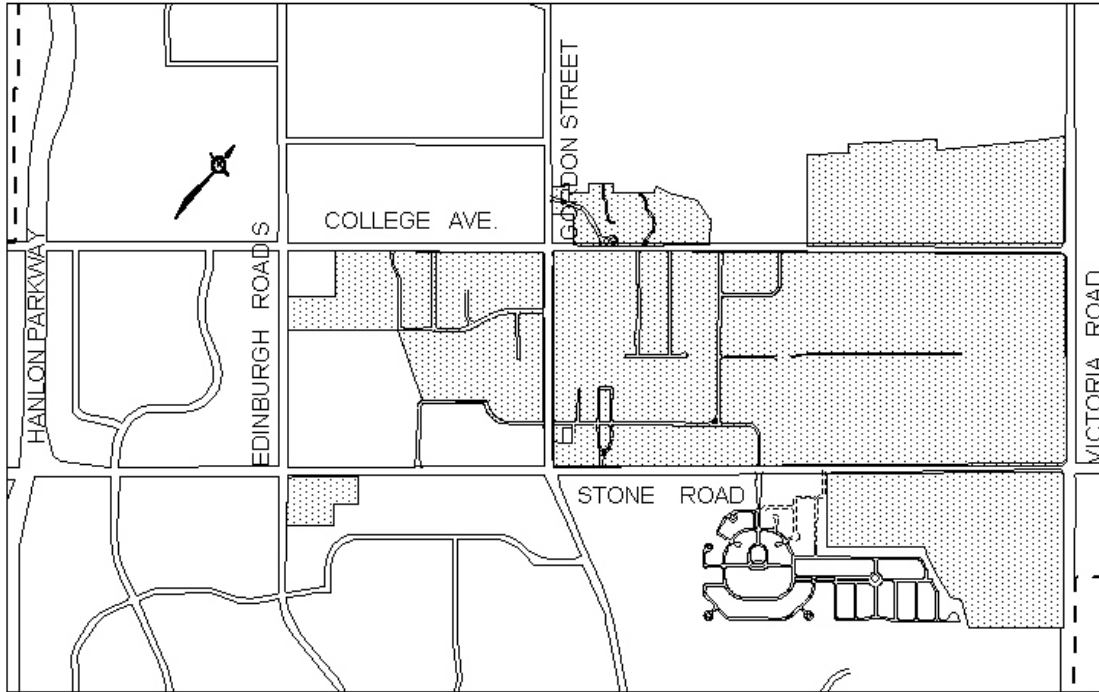 GORDON STREET
COLLEGE AVE.
HANLON PARKWAY
EDINBURGH ROAD S
VICTORIA ROAD
STONE ROAD